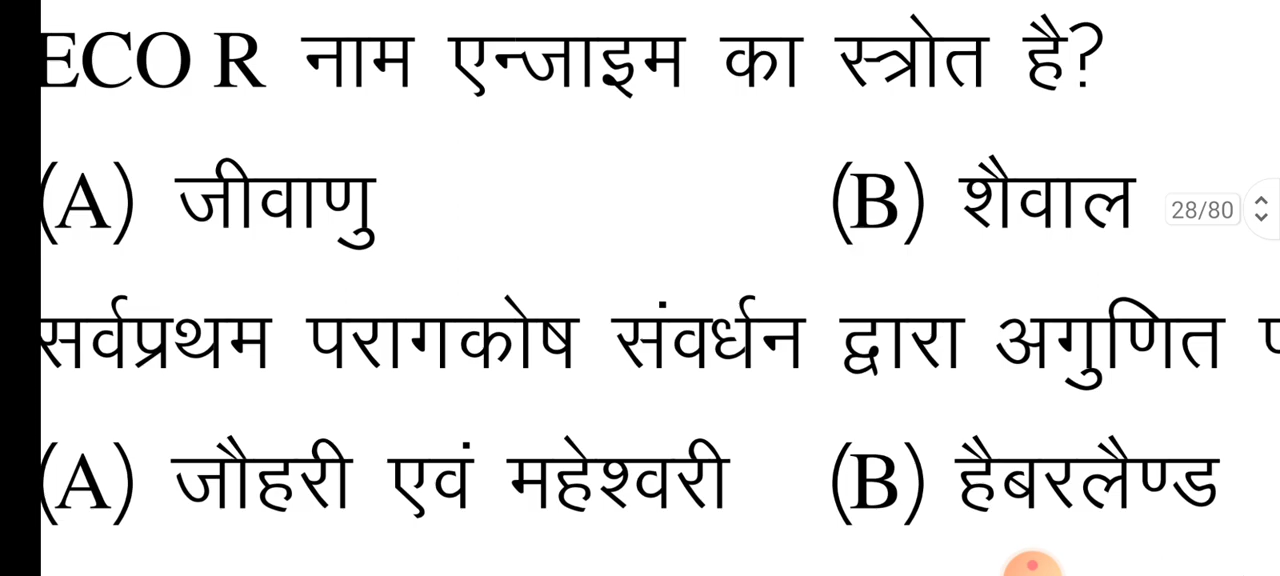 ECO R नाम एन्जाइम का स्त्रोत है?
(A) जीवाणु (B) शैवाल
28/80
सर्वप्रथम परागकोष संवर्धन द्वारा अगुणित
(A) जौहरी एवं महेश्वरी (B) हैबरलैण्ड